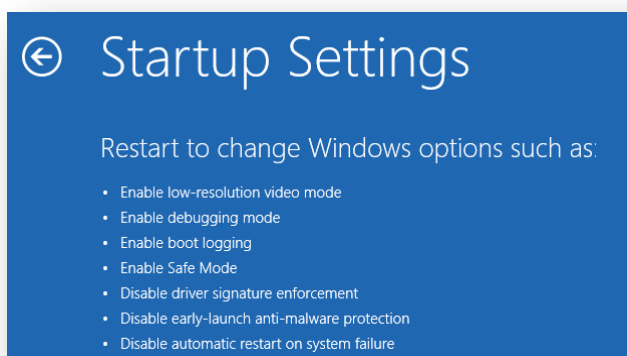 Startup Settings
Restart to change Windows options such as:
• Enable low-resolution video mode
• Enable debugging mode
• Enable boot logging
• Enable Safe Mode
• Disable driver signature enforcement
• Disable early-launch anti-malware protection
• Disable automatic restart on system failure